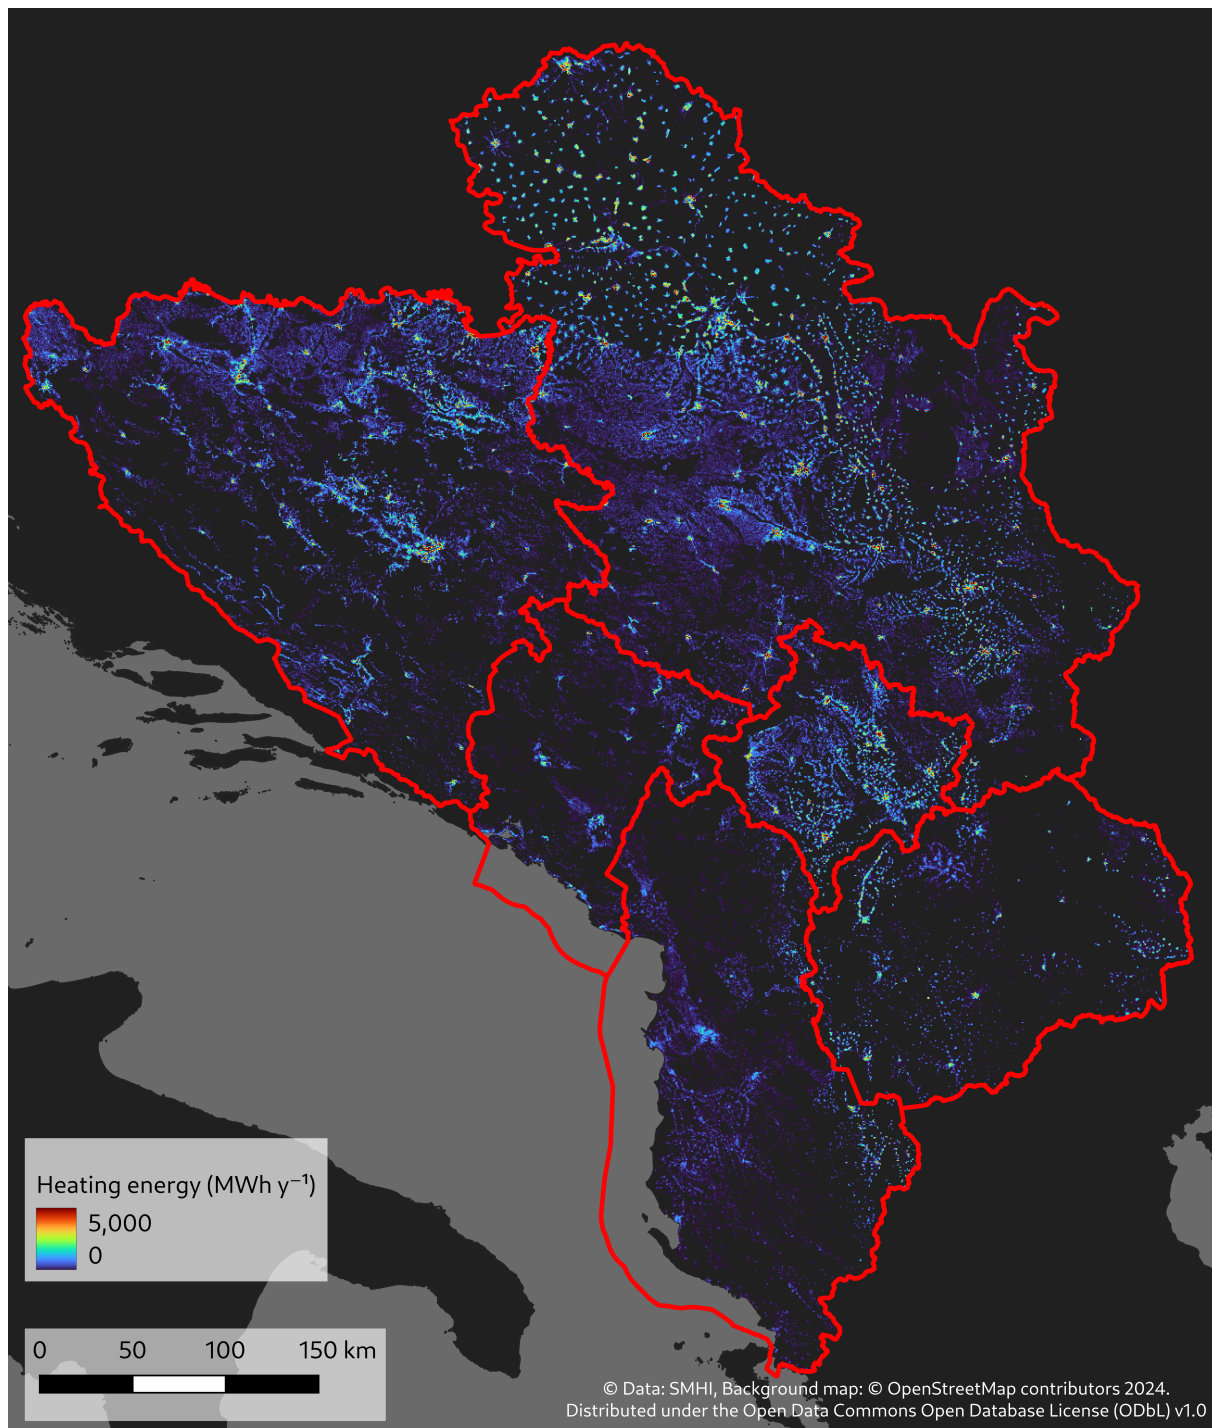 Heating energy (MWh y⁻¹)
5,000
0
0 50 100 150 km
© Data: SMHI, Background map: © OpenStreetMap contributors 2024.
Distributed under the Open Data Commons Open Database License (ODbL) v1.0